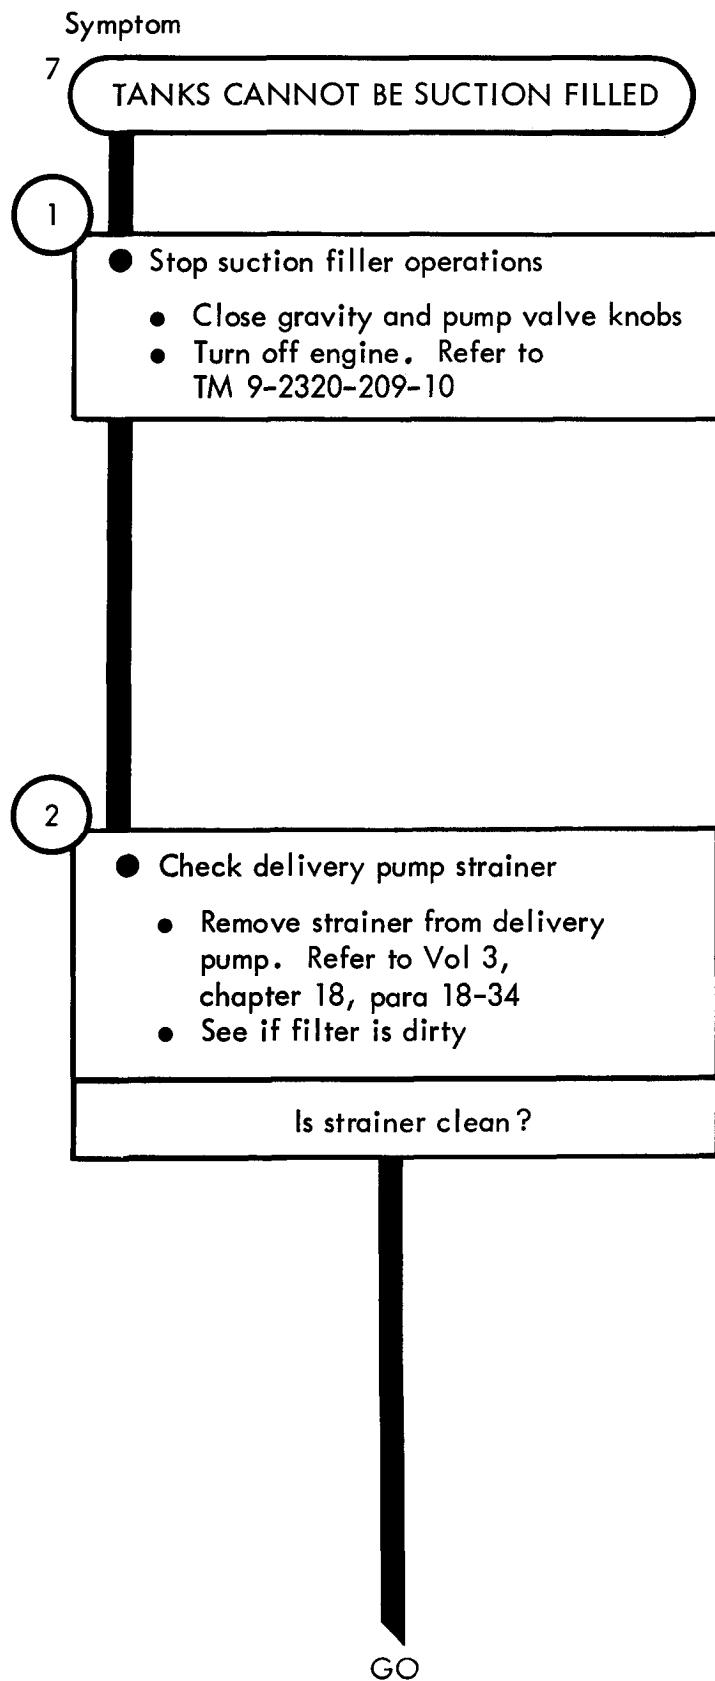 Symptom
7
TANKS CANNOT BE SUCTION FILLED
1
● Stop suction filler operations
● Close gravity and pump valve knobs
● Turn off engine. Refer to
TM 9-2320-209-10
2
● Check delivery pump strainer
● Remove strainer from delivery
pump. Refer to Vol 3,
chapter 18, para 18-34
● See if filter is dirty
Is strainer clean?
GO